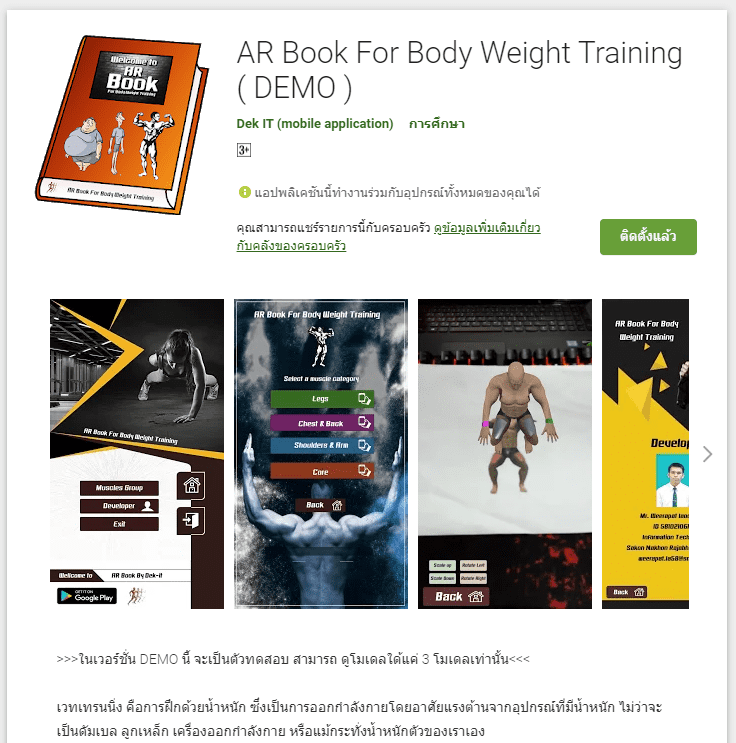 Welcome to
AR
Book
For BodyWeight Training
AR Book For Body Weight Training
AR Book For Body Weight Training
( DEMO )
Dek IT (mobile application) การศึกษา
3+
แอปพลิเคชันนี้ทำงานร่วมกับอุปกรณ์ทั้งหมดของคุณได้
คุณสามารถแชร์รายการนี้กับครอบครัว ดูข้อมูลเพิ่มเติมเกี่ยว
กับคลังของครอบครัว
ติดตั้งแล้ว
AR Book For Body Weight Training
Muscles Group
Developer
Exit
Welcome to AR Book By Dek-it
GET IT ON
Google Play
AR Book For Body Weight Training
Select a muscle category
Legs
Chest & Back
Shoulders & Arm
Core
Back
Scale up Rotate Left
Scale Down Rotate Right
Back
AR Book For Body
Weight Training
Develop
Mr. Weerapat
Information Tech
Sakon Nakhon Rajabh
Back
>>>ในเวอร์ชั่น DEMO นี้ จะเป็นตัวทดสอบ สามารถ ดูโมเดลได้แค่ 3 โมเดลเท่านั้น<<<
เวทเทรนนิ่ง คือการฝึกด้วยน้ำหนัก ซึ่งเป็นการออกกำลังกายโดยอาศัยแรงต้านจากอุปกรณ์ที่มีน้ำหนัก ไม่ว่าจะ
เป็นดัมเบล ลูกเหล็ก เครื่องออกกำลังกาย หรือแม้กระทั่งน้ำหนักตัวของเราเอง